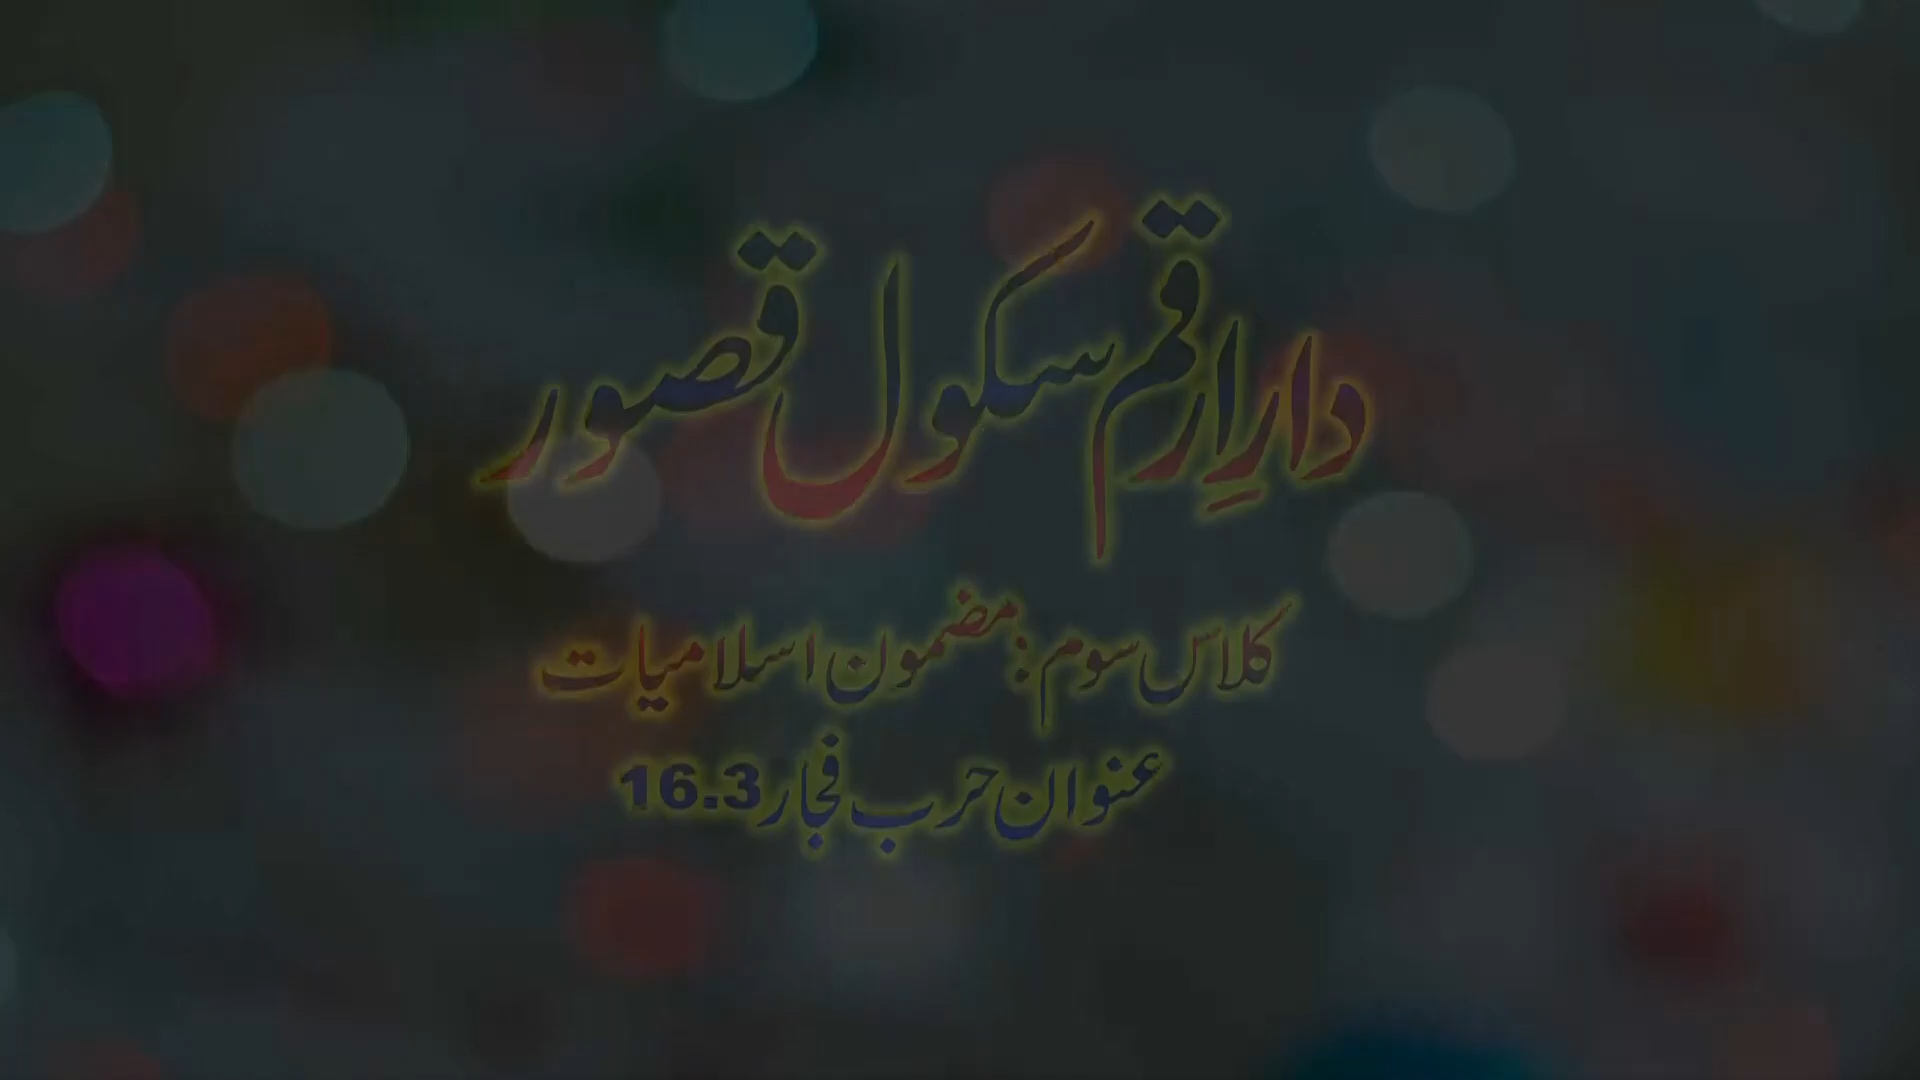 دارِارقم سکول قصور
کلاس سوم : مضمون اسلامیات
عنوان حرب فجار 16.3